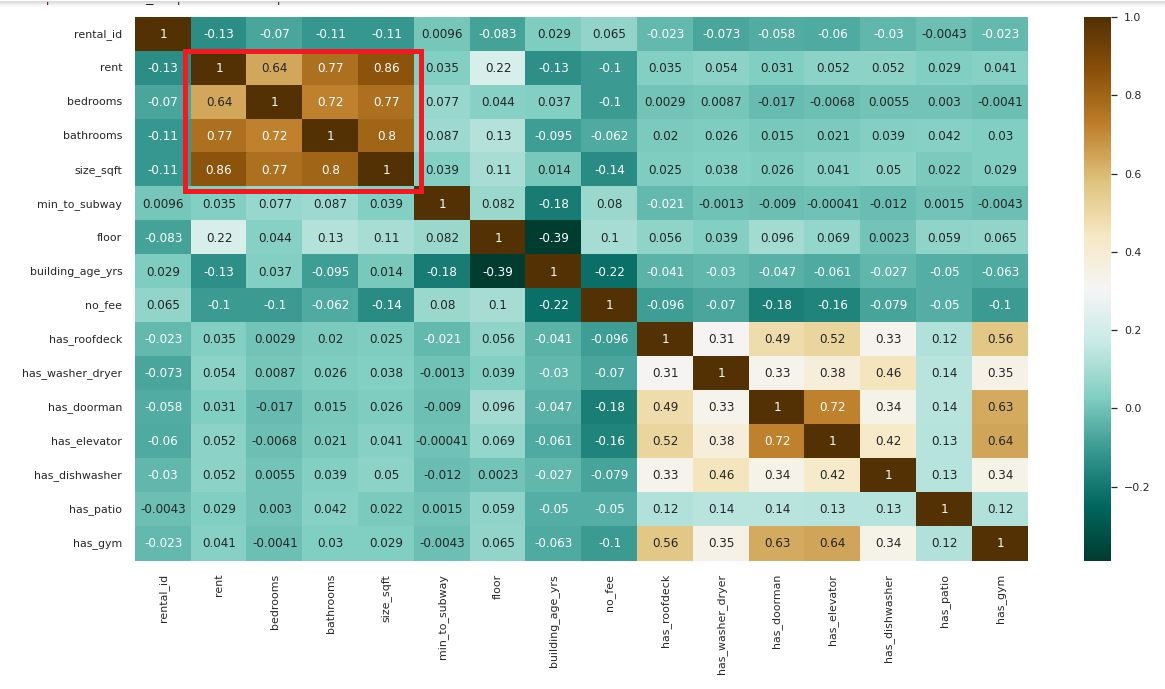 rental_id 1 -0.13 -0.07 -0.11 -0.11 0.0096 -0.083 0.029 0.065 -0.023 -0.073 -0.058 -0.06 -0.03 -0.0043 -0.023
rent -0.13 1 0.64 0.77 0.86 0.035 0.22 -0.13 -0.1 0.035 0.054 0.031 0.052 0.052 0.029 0.041
bedrooms -0.07 0.64 1 0.72 0.77 0.077 0.044 0.037 -0.1 0.0029 0.0087 -0.017 -0.0068 0.0055 0.003 -0.0041
bathrooms -0.11 0.77 0.72 1 0.8 0.087 0.13 -0.095 -0.062 0.02 0.026 0.015 0.021 0.039 0.042 0.03
size_sqft -0.11 0.86 0.77 0.8 1 0.039 0.11 0.014 -0.14 0.025 0.038 0.026 0.041 0.05 0.022 0.029
min_to_subway 0.0096 0.035 0.077 0.087 0.039 1 0.082 -0.18 0.08 -0.021 -0.0013 -0.009 -0.00041 -0.012 0.0015 -0.0043
floor -0.083 0.22 0.044 0.13 0.11 0.082 1 -0.39 0.1 0.056 0.039 0.096 0.069 0.0023 0.059 0.065
building_age_yrs 0.029 -0.13 0.037 -0.095 0.014 -0.18 -0.39 1 -0.22 -0.041 -0.03 -0.047 -0.061 -0.027 -0.05 -0.063
no_fee 0.065 -0.1 -0.1 -0.062 -0.14 0.08 0.1 -0.22 1 -0.096 -0.07 -0.18 -0.16 -0.079 -0.05 -0.1
has_roofdeck -0.023 0.035 0.0029 0.02 0.025 -0.021 0.056 -0.041 -0.096 1 0.31 0.49 0.52 0.33 0.12 0.56
has_washer_dryer -0.073 0.054 0.0087 0.026 0.038 -0.0013 0.039 -0.03 -0.07 0.31 1 0.33 0.38 0.46 0.14 0.35
has_doorman -0.058 0.031 -0.017 0.015 0.026 -0.009 0.096 -0.047 -0.18 0.49 0.33 1 0.72 0.34 0.14 0.63
has_elevator -0.06 0.052 -0.0068 0.021 0.041 -0.00041 0.069 -0.061 -0.16 0.52 0.38 0.72 1 0.42 0.13 0.64
has_dishwasher -0.03 0.052 0.0055 0.039 0.05 -0.012 0.0023 -0.027 -0.079 0.33 0.46 0.34 0.42 1 0.13 0.34
has_patio -0.0043 0.029 0.003 0.042 0.022 0.0015 0.059 -0.05 -0.05 0.12 0.14 0.14 0.13 0.13 1 0.12
has_gym -0.023 0.041 -0.0041 0.03 0.029 -0.0043 0.065 -0.063 -0.1 0.56 0.35 0.63 0.64 0.34 0.12 1
rental_id
rent
bedrooms
bathrooms
size_sqft
min_to_subway
floor
building_age_yrs
no_fee
has_roofdeck
has_washer_dryer
has_doorman
has_elevator
has_dishwasher
has_patio
has_gym
1.0
0.8
0.6
0.4
0.2
0.0
−0.2